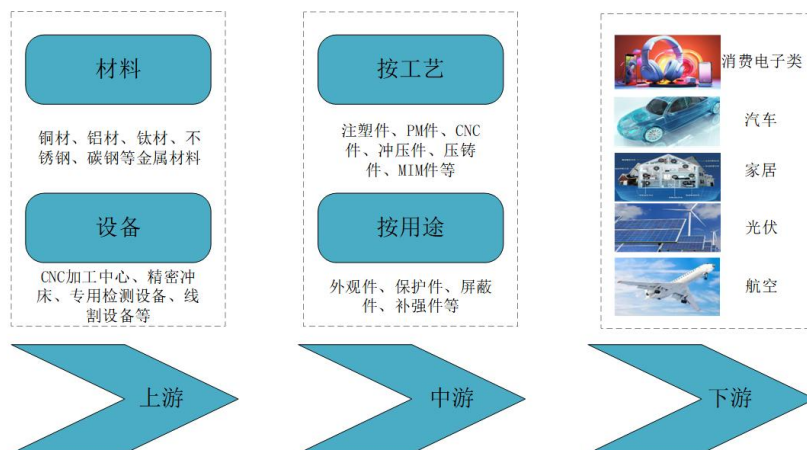 材料
铜材、铝材、钛材、不
锈钢、碳钢等金属材料
设备
CNC加工中心、精密冲
床、专用检测设备、线
割设备等
按工艺
注塑件、PM件、CNC
件、冲压件、压铸
件、MIM件等
按用途
外观件、保护件、屏蔽
件、补强件等
消费电子类
汽车
家居
光伏
航空
上游
中游
下游